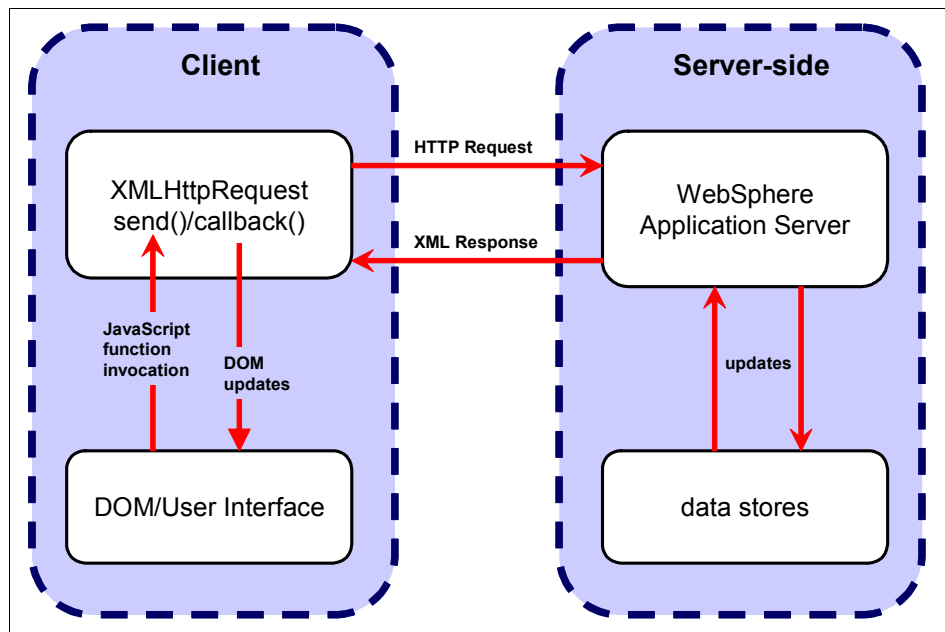 Client
Server-side
HTTP Request
XMLHttpRequest
send()/callback()
WebSphere
Application Server
XML Response
JavaScript
function
invocation
DOM
updates
updates
DOM/User Interface
data stores